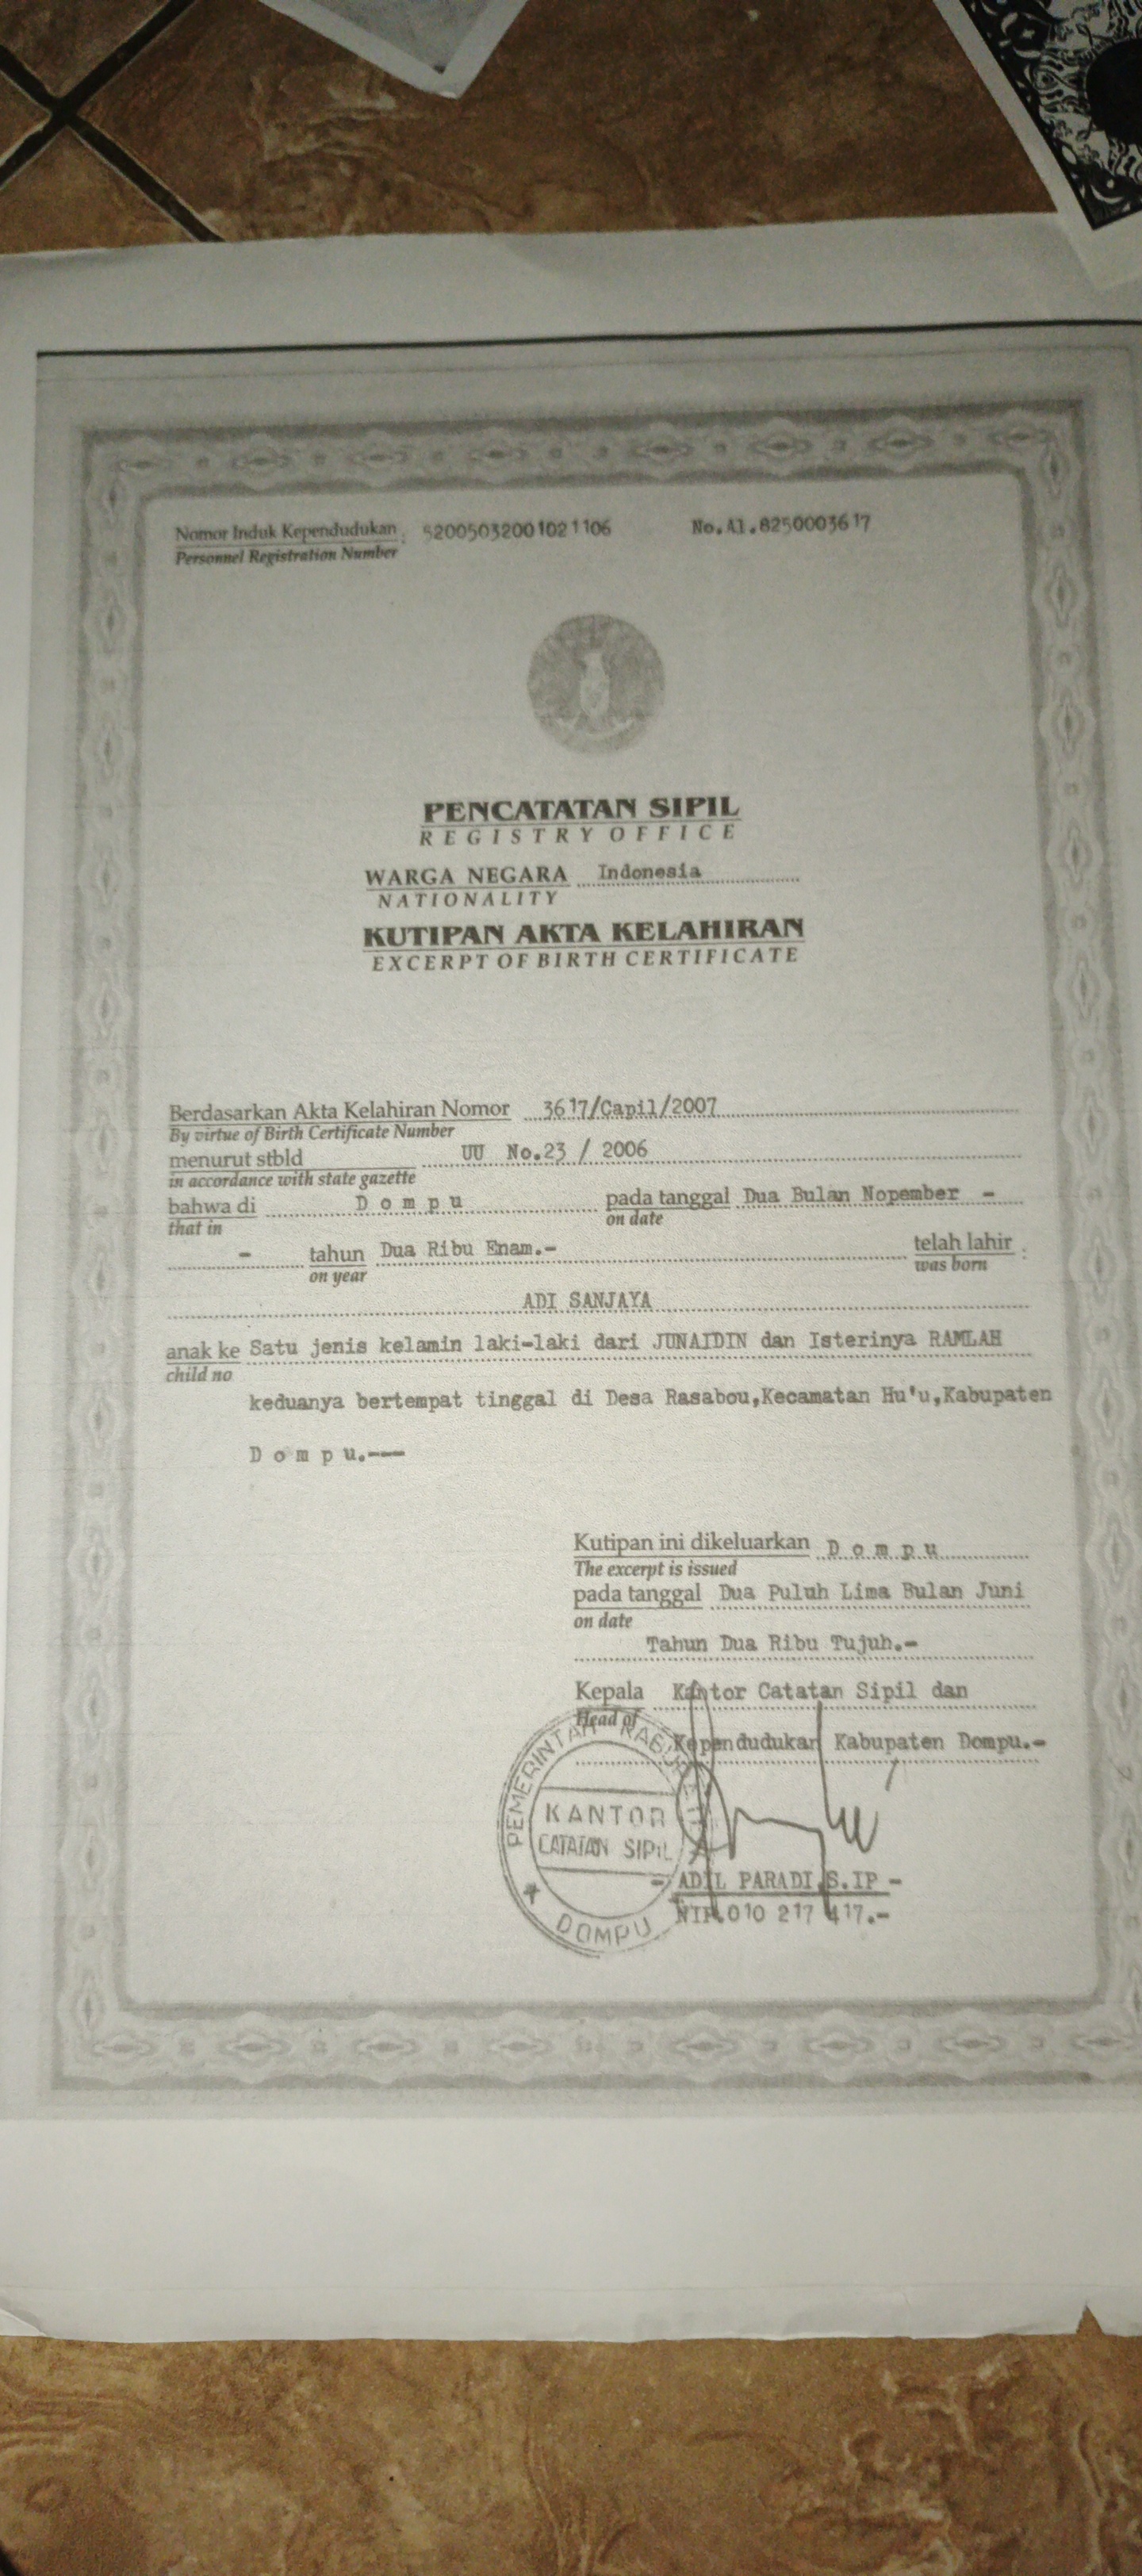 Nomor Induk Kependudukan : 52005032001021106 No.Al.8250003617
Personnel Registration Number
PENCATATAN SIPIL
REGISTRY OFFICE
WARGA NEGARA Indonesia
NATIONALITY
KUTIPAN AKTA KELAHIRAN
EXCERPT OF BIRTH CERTIFICATE
Berdasarkan Akta Kelahiran Nomor 3617/Capil/2007
By virtue of Birth Certificate Number
menurut stbld UU No.23 / 2006
in accordance with state gazette
bahwa di D o m p u pada tanggal Dua Bulan Nopember -
that in on date
- tahun Dua Ribu Enam.- telah lahir :
on year was born
ADI SANJAYA
anak ke Satu jenis kelamin laki-laki dari JUNAIDIN dan Isterinya RAMLAH
child no
keduanya bertempat tinggal di Desa Rasabou,Kecamatan Hu'u,Kabupaten
D o m p u.---
Kutipan ini dikeluarkan D o m p u
The excerpt is issued
pada tanggal Dua Puluh Lima Bulan Juni
on date
Tahun Dua Ribu Tujuh.-
Kepala Kantor Catatan Sipil dan
Head of
Kependudukan Kabupaten Dompu.-
PEMERINTAH
KANTOR
CATATAN SIPIL
DOMPU
- ADIL PARADI,S.IP -
NIP.010 217 417.-